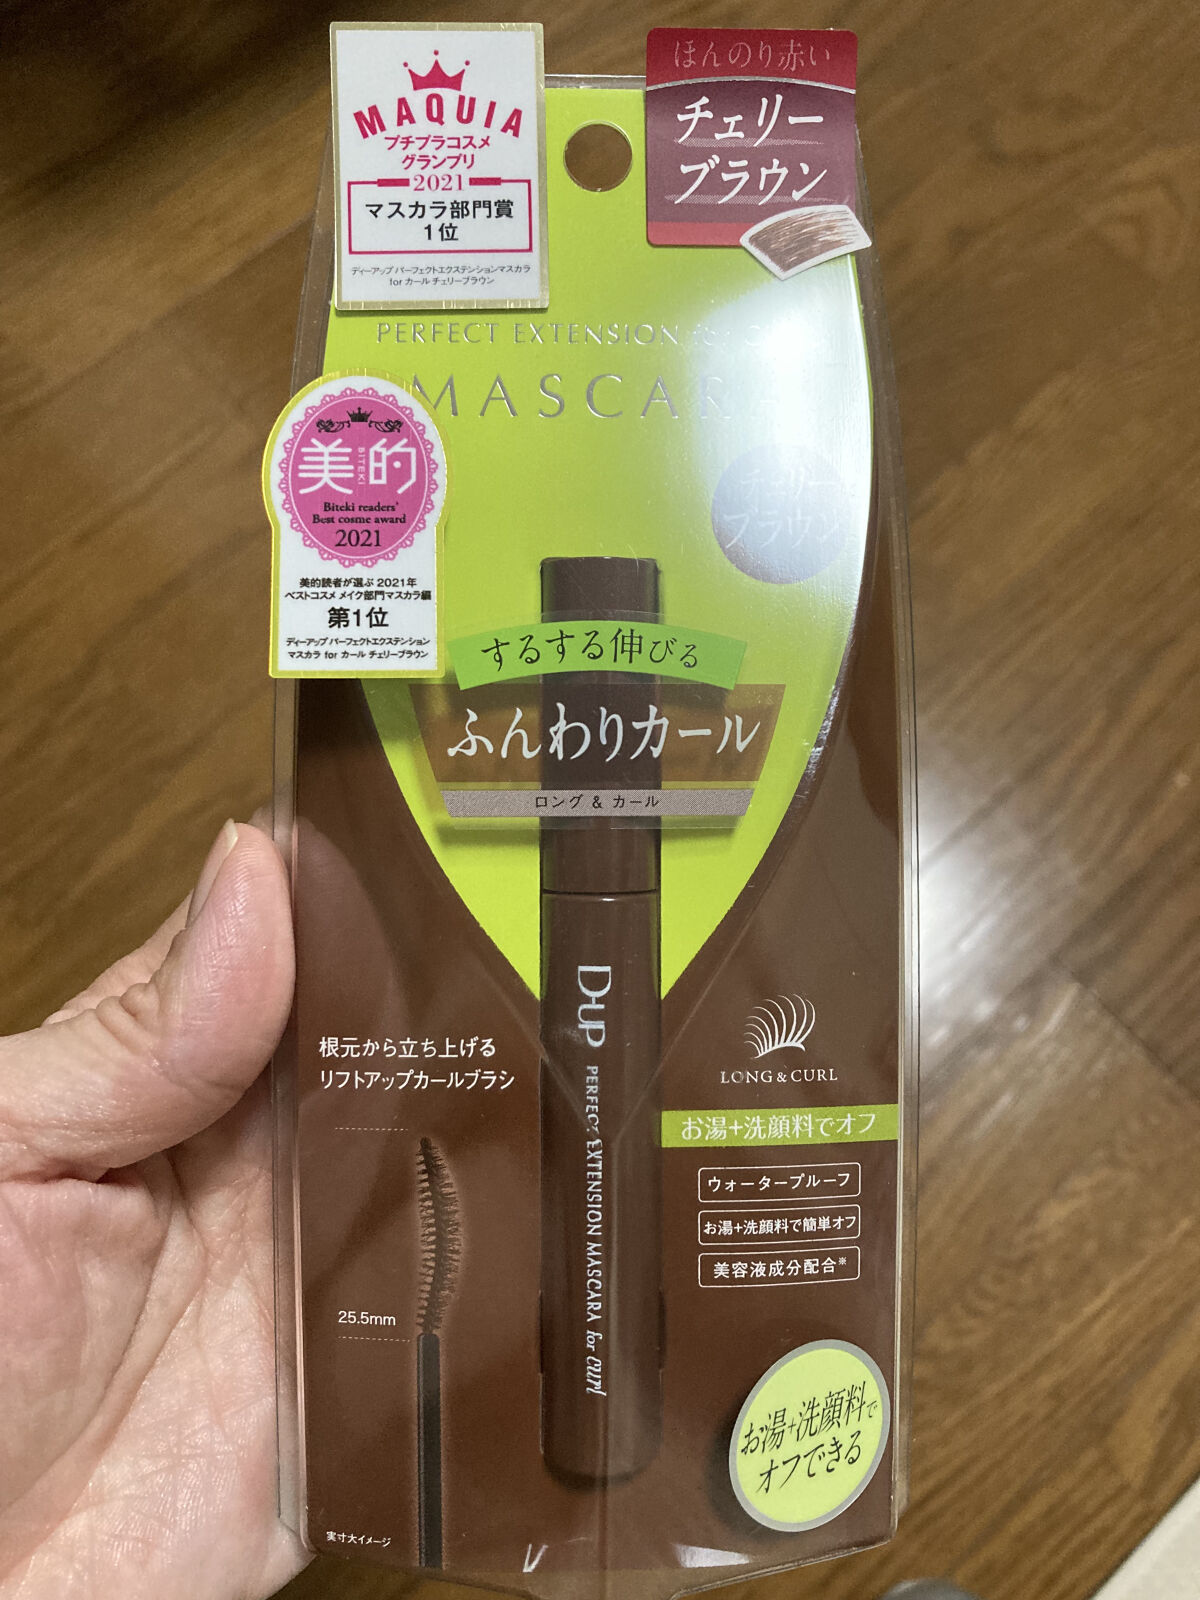 MAQUIA
プチプラコスメ
グランプリ
2021
マスカラ部門賞
1位
ディーアップ パーフェクトエクステンションマスカラ
for カール チェリーブラウン
ほんのり赤い
チェリー
ブラウン
PERFECT EXTENSION for
MASCARA
美的
BITEKI
Biteki readers'
Best cosme award
2021
美的読者が選ぶ 2021年
ベストコスメ メイク部門マスカラ編
第1位
ディーアップ パーフェクトエクステンション
マスカラ for カール チェリーブラウン
チェリー
ブラウン
するする伸びる
ふんわりカール
ロング & カール
D-UP
PERFECT EXTENSION MASCARA for curl
根元から立ち上げる
リフトアップカールブラシ
25.5mm
実寸大イメージ
LONG & CURL
お湯+洗顔料でオフ
ウォータープルーフ
お湯+洗顔料で簡単オフ
美容液成分配合※
お湯+洗顔料で
オフできる